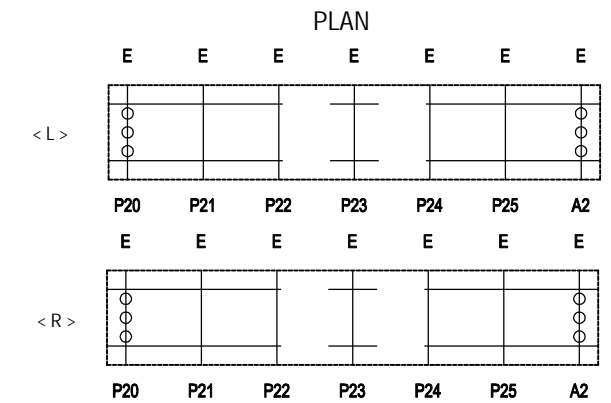 PLAN
E E E E E E E
< L >
P20 P21 P22 P23 P24 P25 A2
E E E E E E E
< R >
P20 P21 P22 P23 P24 P25 A2